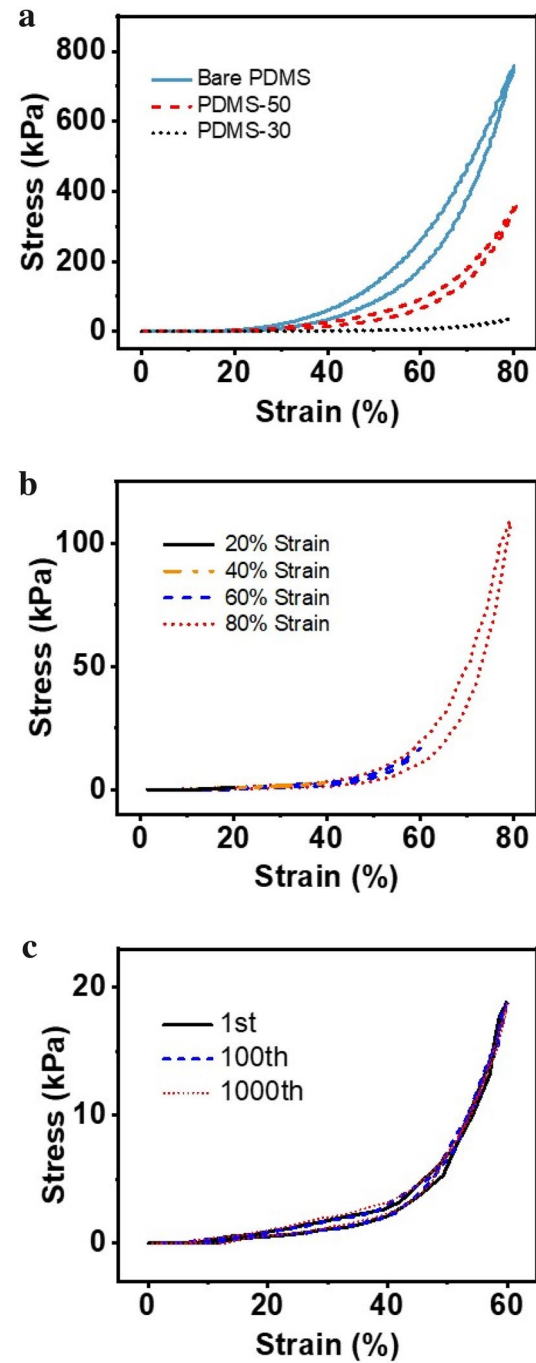 a
800
600
400
200
0
Stress (kPa)
Bare PDMS
PDMS-50
PDMS-30
0 20 40 60 80
Strain (%)
b
100
50
0
Stress (kPa)
20% Strain
40% Strain
60% Strain
80% Strain
0 20 40 60 80
Strain (%)
c
20
10
0
Stress (kPa)
1st
100th
1000th
0 20 40 60
Strain (%)